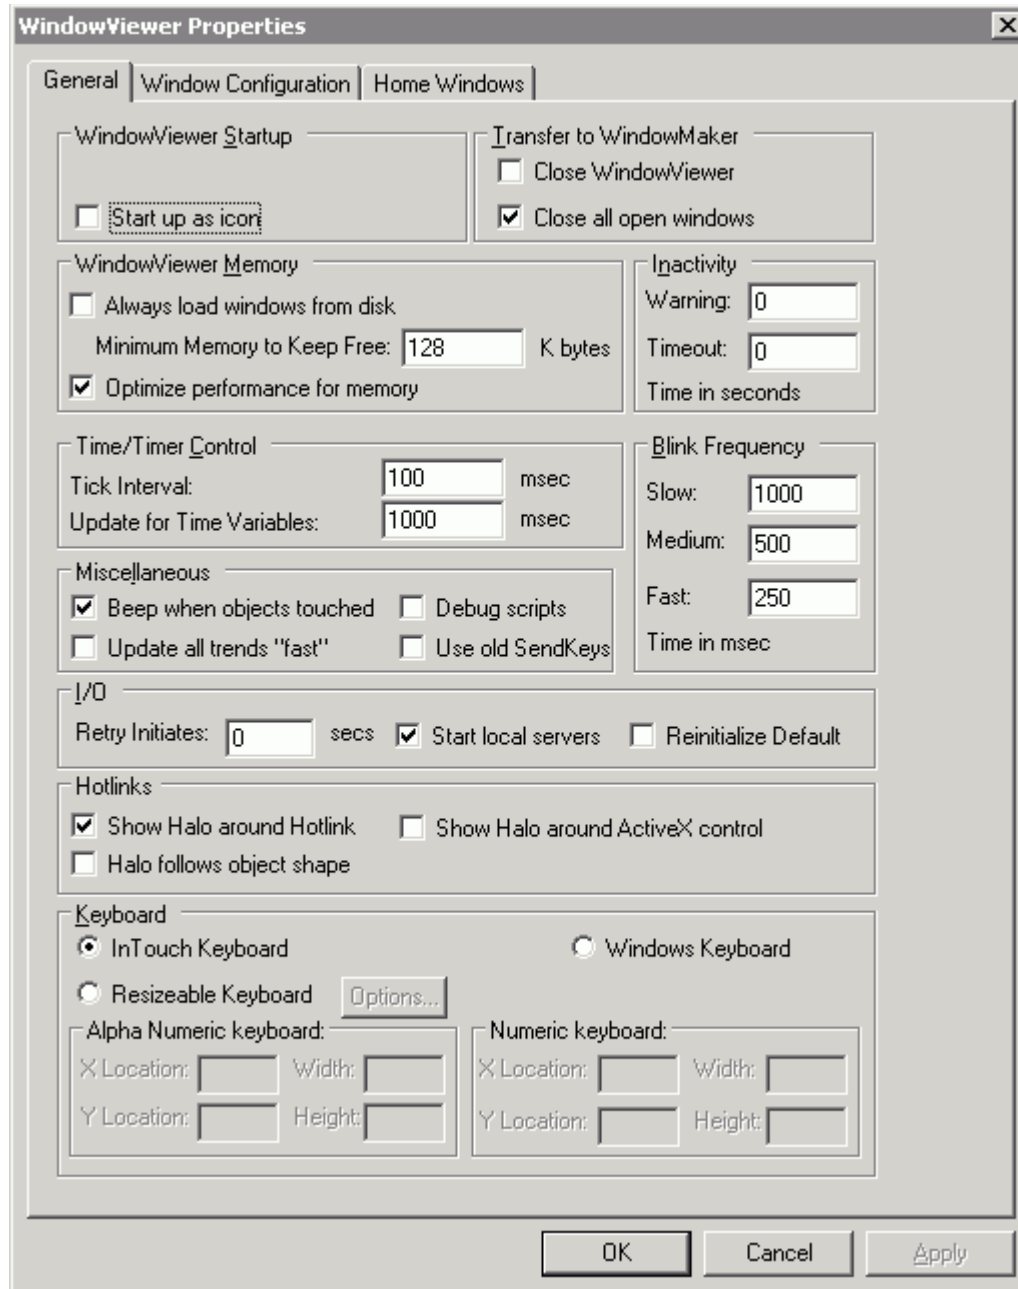 WindowViewer Properties
General
Window Configuration
Home Windows
WindowViewer Startup
Start up as icon
Transfer to WindowMaker
Close WindowViewer
Close all open windows
WindowViewer Memory
Always load windows from disk
Minimum Memory to Keep Free: 128 K bytes
Optimize performance for memory
Inactivity
Warning: 0
Timeout: 0
Time in seconds
Time/Timer Control
Tick Interval: 100 msec
Update for Time Variables: 1000 msec
Blink Frequency
Slow: 1000
Medium: 500
Fast: 250
Time in msec
Miscellaneous
Beep when objects touched
Debug scripts
Update all trends "fast"
Use old SendKeys
I/O
Retry Initiates: 0 secs
Start local servers
Reinitialize Default
Hotlinks
Show Halo around Hotlink
Show Halo around ActiveX control
Halo follows object shape
Keyboard
InTouch Keyboard
Windows Keyboard
Resizeable Keyboard
Options...
Alpha Numeric keyboard:
X Location:
Width:
Y Location:
Height:
Numeric keyboard:
X Location:
Width:
Y Location:
Height:
OK
Cancel
Apply